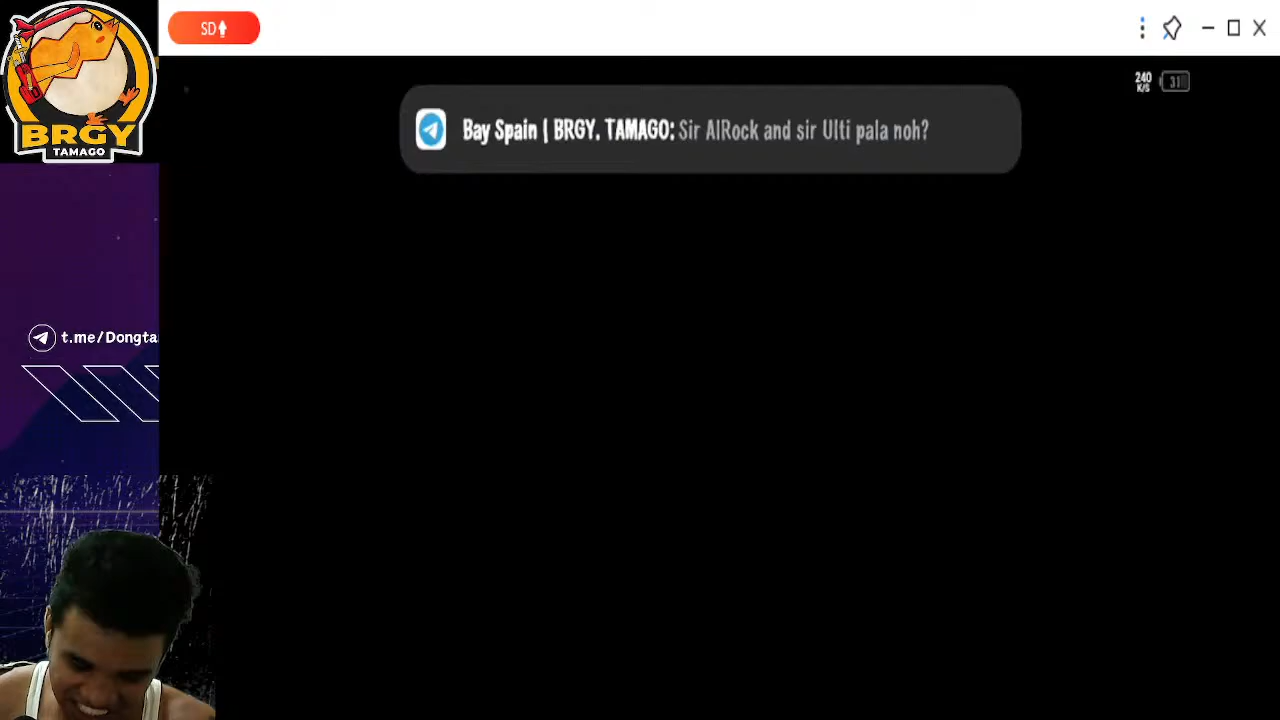 SD
240
K/S
31
Bay Spain | BRGY. TAMAGO: Sir AlRock and sir Ulti pala noh?
BRGY
TAMAGO
t.me/Dongta